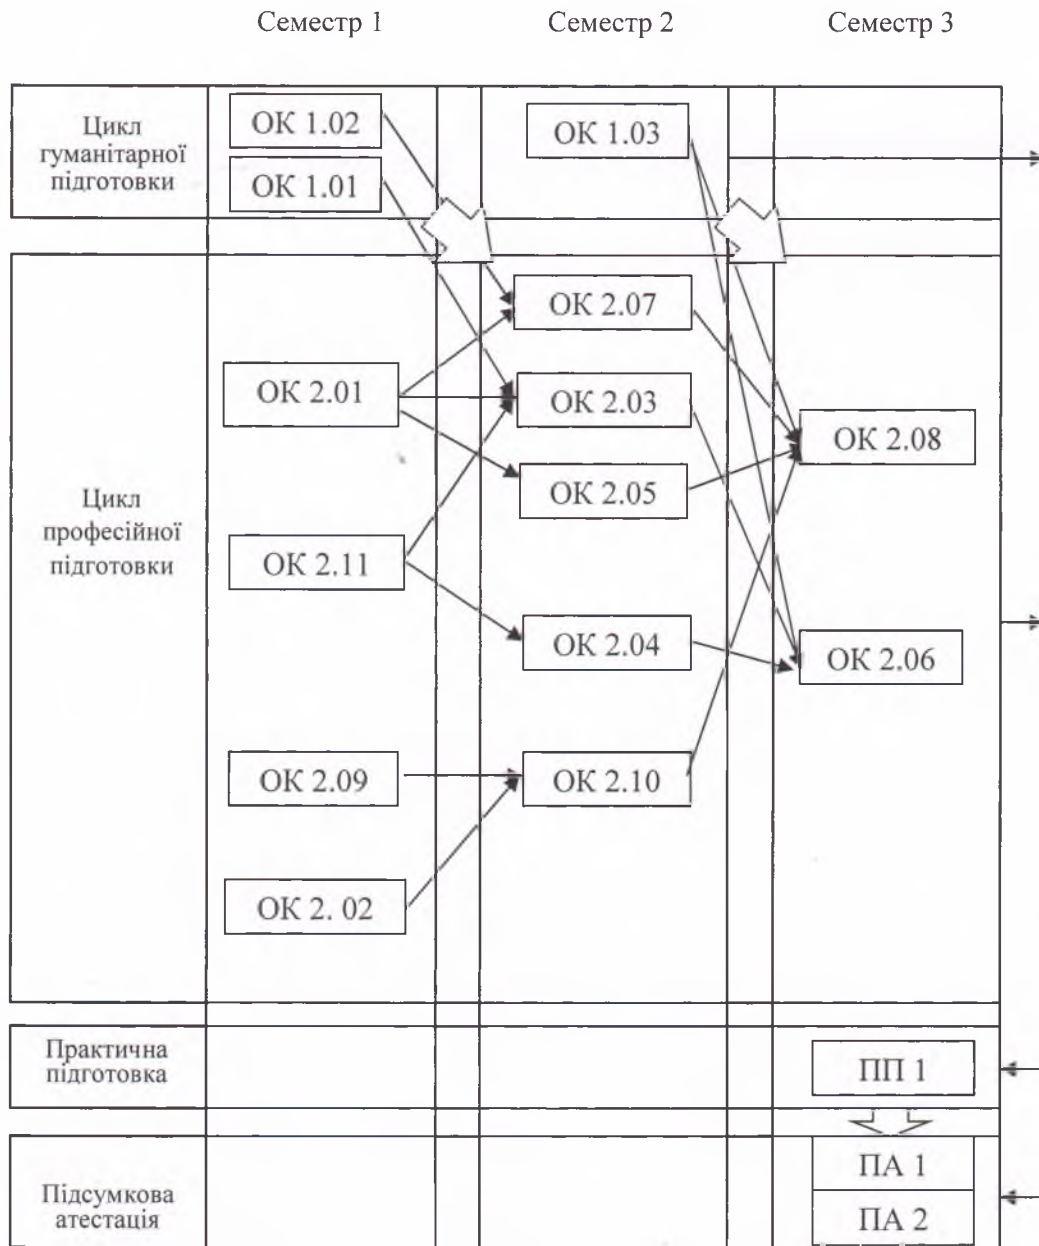 Семестр 1
Семестр 2
Семестр 3
Цикл
гуманітарної
підготовки
ОК 1.02
ОК 1.01
ОК 1.03
Цикл
професійної
підготовки
ОК 2.01
ОК 2.11
ОК 2.09
ОК 2. 02
ОК 2.07
ОК 2.03
ОК 2.05
ОК 2.04
ОК 2.10
ОК 2.08
ОК 2.06
Практична
підготовка
ПП 1
Підсумкова
атестація
ПА 1
ПА 2